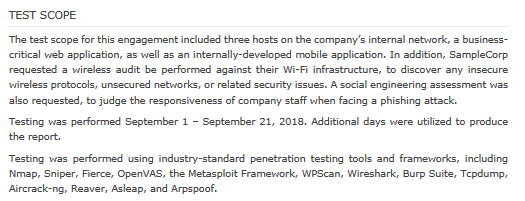 TEST SCOPE
The test scope for this engagement included three hosts on the company's internal network, a business-
critical web application, as well as an internally-developed mobile application. In addition, SampleCorp
requested a wireless audit be performed against their Wi-Fi infrastructure, to discover any insecure
wireless protocols, unsecured networks, or related security issues. A social engineering assessment was
also requested, to judge the responsiveness of company staff when facing a phishing attack.
Testing was performed September 1 – September 21, 2018. Additional days were utilized to produce
the report.
Testing was performed using industry-standard penetration testing tools and frameworks, including
Nmap, Sniper, Fierce, OpenVAS, the Metasploit Framework, WPScan, Wireshark, Burp Suite, Tcpdump,
Aircrack-ng, Reaver, Asleap, and Arpspoof.